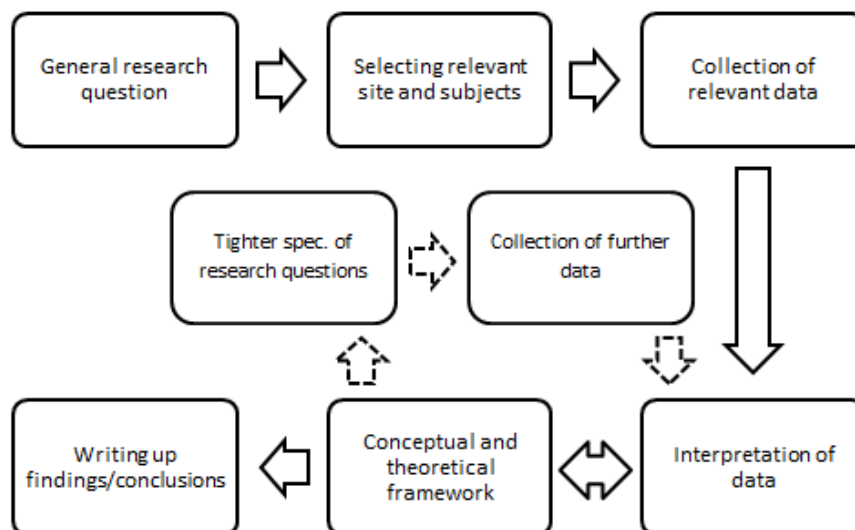 General research
question
Selecting relevant
site and subjects
Collection of
relevant data
Tighter spec. of
research questions
Collection of further
data
Writing up
findings/conclusions
Conceptual and
theoretical
framework
Interpretation of
data